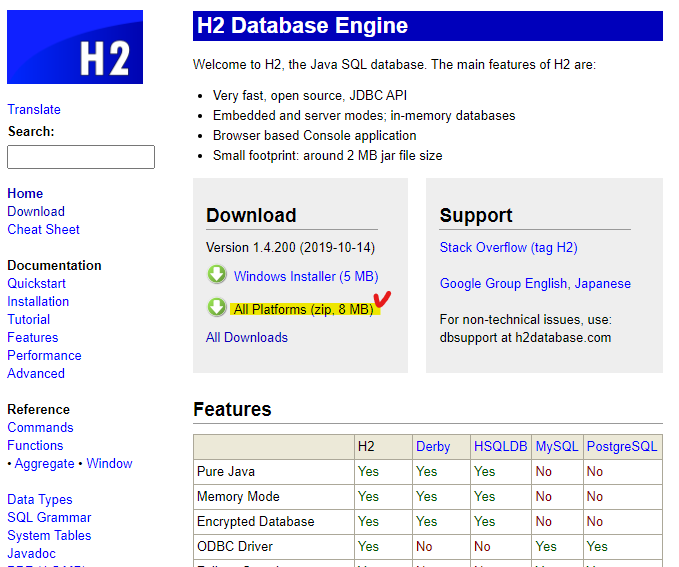 H2
Translate
Search:
Home
Download
Cheat Sheet
Documentation
Quickstart
Installation
Tutorial
Features
Performance
Advanced
Reference
Commands
Functions
• Aggregate • Window
Data Types
SQL Grammar
System Tables
Javadoc
H2 Database Engine
Welcome to H2, the Java SQL database. The main features of H2 are:
• Very fast, open source, JDBC API
• Embedded and server modes; in-memory databases
• Browser based Console application
• Small footprint: around 2 MB jar file size
Download
Version 1.4.200 (2019-10-14)
Windows Installer (5 MB)
All Platforms (zip, 8 MB)
All Downloads
Support
Stack Overflow (tag H2)
Google Group English, Japanese
For non-technical issues, use:
dbsupport at h2database.com
Features
H2 Derby HSQLDB MySQL PostgreSQL
Pure Java Yes Yes Yes No No
Memory Mode Yes Yes Yes No No
Encrypted Database Yes Yes Yes No No
ODBC Driver Yes No No Yes Yes